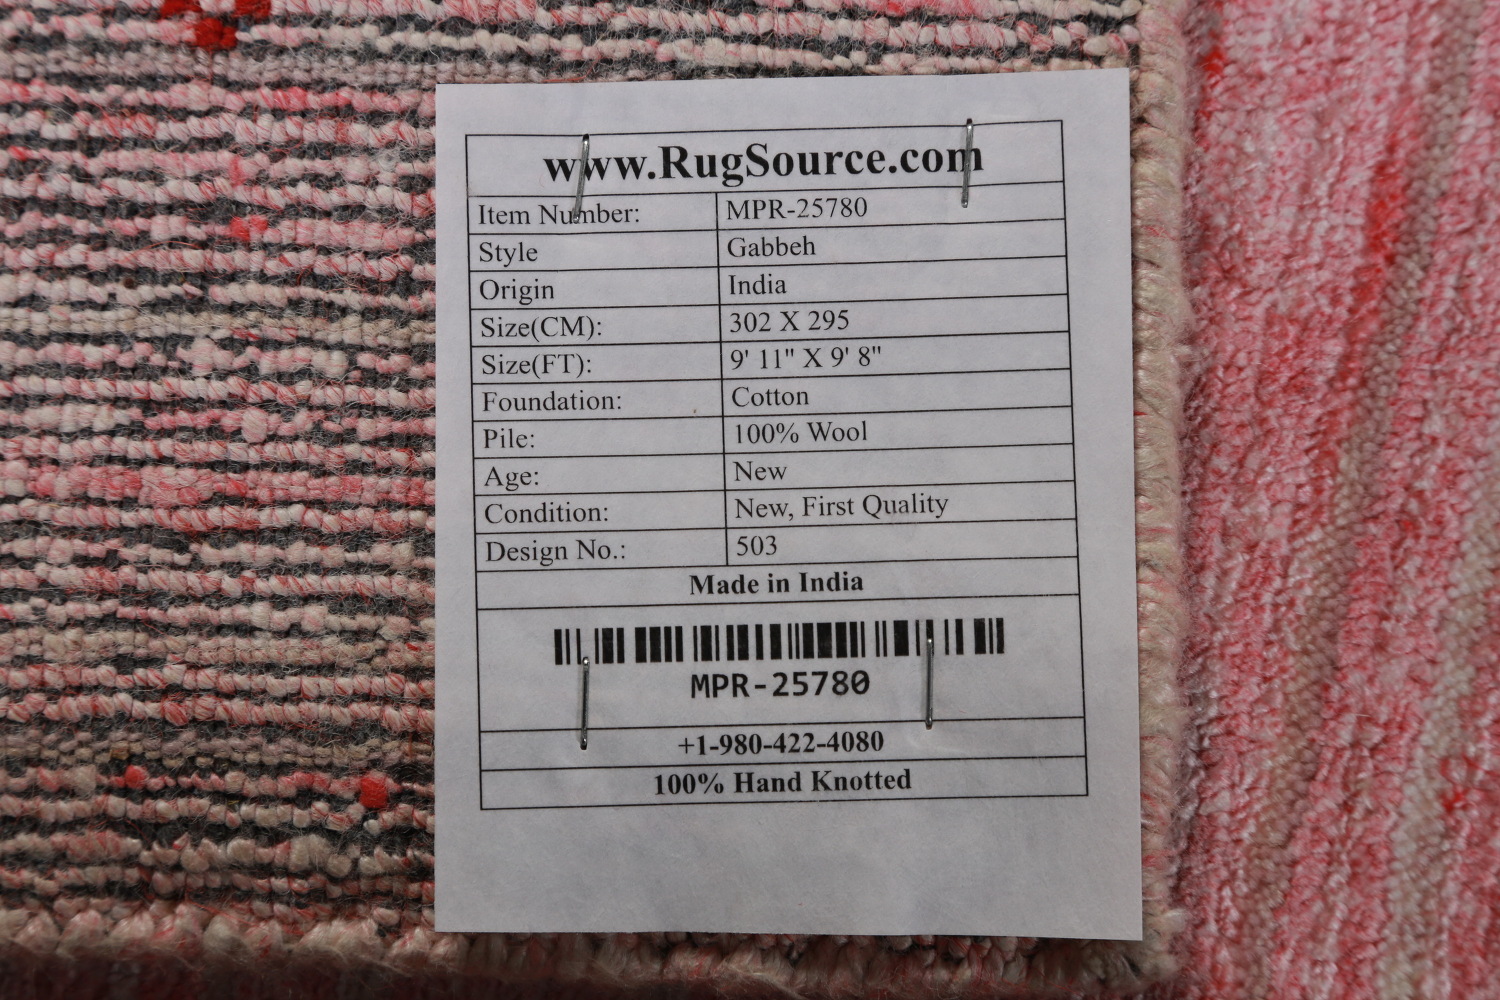 www.RugSource.com
Item Number: MPR-25780
Style Gabbeh
Origin India
Size(CM): 302 X 295
Size(FT): 9' 11" X 9' 8"
Foundation: Cotton
Pile: 100% Wool
Age: New
Condition: New, First Quality
Design No.: 503
Made in India
MPR-25780
+1-980-422-4080
100% Hand Knotted